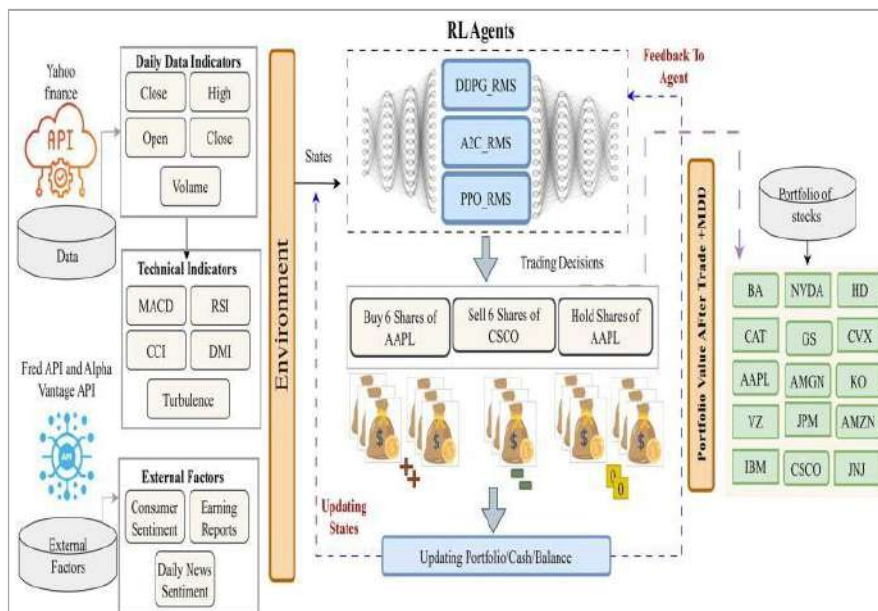 RL Agents
Yahoo
finance
API
Data
Daily Data Indicators
Close
High
Open
Close
Volume
Technical Indicators
MACD
RSI
CCI
DMI
Turbulence
Fred API and Alpha
Vantage API
API
External
Factors
External Factors
Consumer
Sentiment
Earning
Reports
Daily News
Sentiment
Environment
States
DDPG_RMS
A2C_RMS
PPO_RMS
Feedback To
Agent
Trading Decisions
Buy 6 Shares of
AAPL
Sell 6 Shares of
CSCO
Hold Shares of
AAPL
$
$
$
$
$
0
0
Updating
States
Updating Portfolio/Cash/Balance
Portfolio Value AFter Trade +MDD
Portfolio of
stocks
BA
NVDA
HD
CAT
GS
CVX
AAPL
AMGN
KO
VZ
JPM
AMZN
IBM
CSCO
JNJ